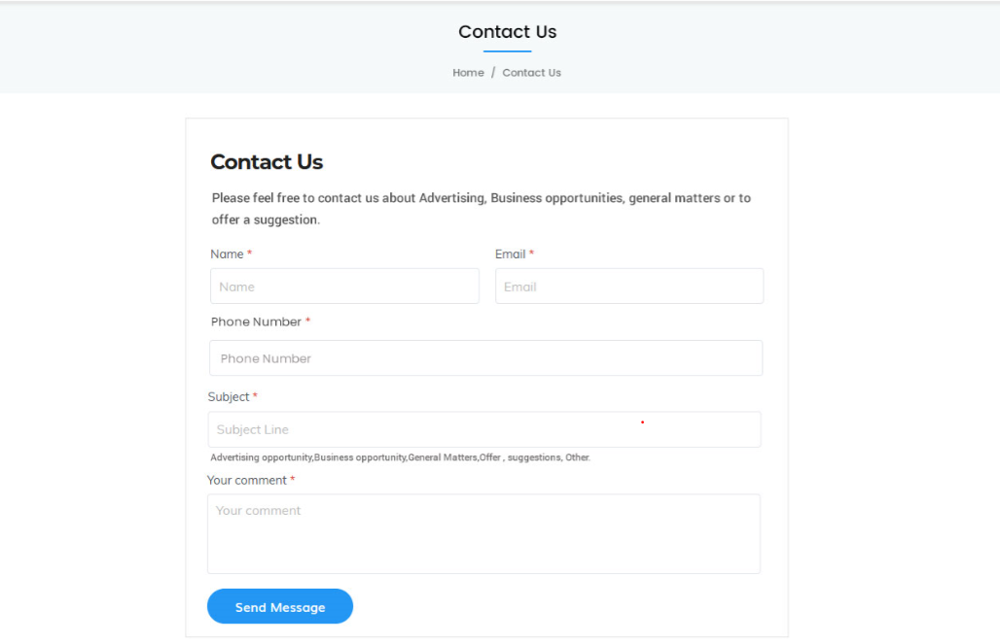 Contact Us
Home / Contact Us
Contact Us
Please feel free to contact us about Advertising, Business opportunities, general matters or to
offer a suggestion.
Name * Email *
Name Email
Phone Number *
Phone Number
Subject *
Subject Line
Advertising opportunity,Business opportunity,General Matters,Offer , suggestions, Other.
Your comment *
Your comment
Send Message